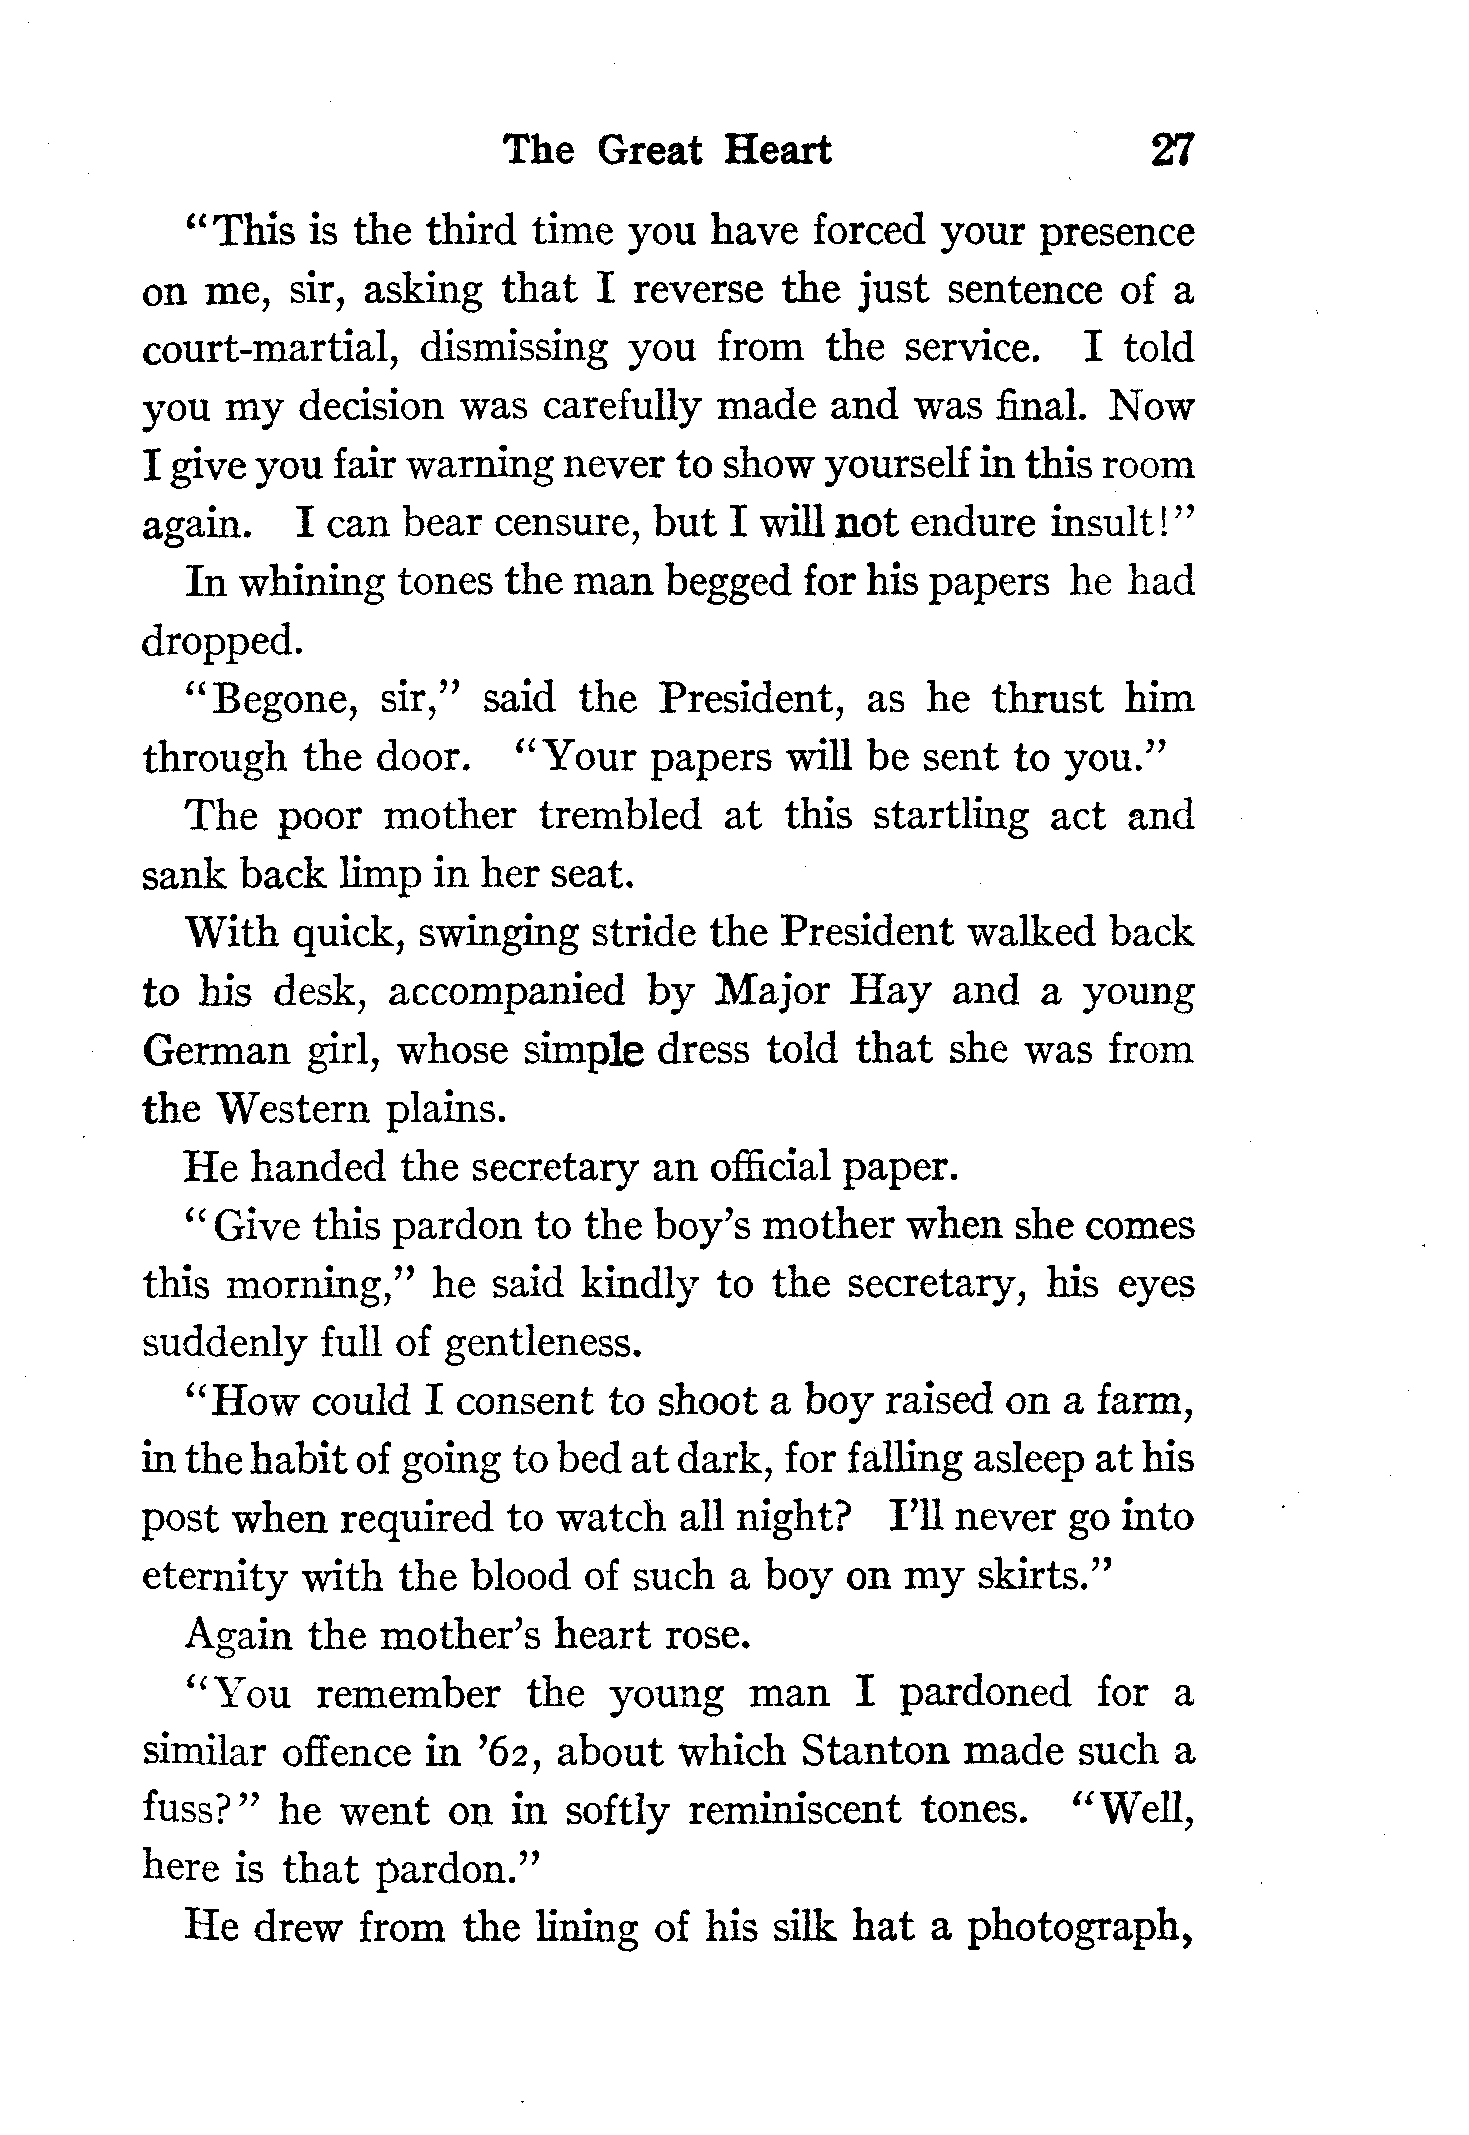 The Great Heart 27
“This is the third time you have forced your presence
on me, sir, asking that I reverse the just sentence of a
court-martial, dismissing you from the service. I told
you my decision was carefully made and was final. Now
I give you fair warning never to show yourself in this room
again. I can bear censure, but I will not endure insult!”
In whining tones the man begged for his papers he had
dropped.
“Begone, sir,” said the President, as he thrust him
through the door. “Your papers will be sent to you.”
The poor mother trembled at this startling act and
sank back limp in her seat.
With quick, swinging stride the President walked back
to his desk, accompanied by Major Hay and a young
German girl, whose simple dress told that she was from
the Western plains.
He handed the secretary an official paper.
“Give this pardon to the boy’s mother when she comes
this morning,” he said kindly to the secretary, his eyes
suddenly full of gentleness.
“How could I consent to shoot a boy raised on a farm,
in the habit of going to bed at dark, for falling asleep at his
post when required to watch all night? I’ll never go into
eternity with the blood of such a boy on my skirts.”
Again the mother’s heart rose.
“You remember the young man I pardoned for a
similar offence in ’62, about which Stanton made such a
fuss?” he went on in softly reminiscent tones. “Well,
here is that pardon.”
He drew from the lining of his silk hat a photograph,